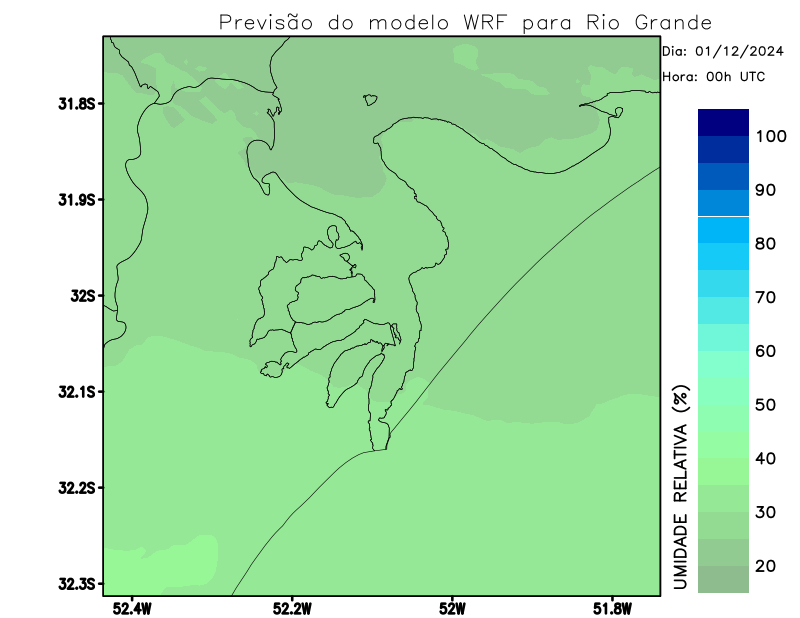 Previsão do modelo WRF para Rio Grande
Dia: 01/12/2024
Hora: 00h UTC
31.8S
31.9S
32S
32.1S
32.2S
32.3S
52.4W
52.2W
52W
51.8W
100
90
80
70
60
50
40
30
20
UMIDADE RELATIVA (%)